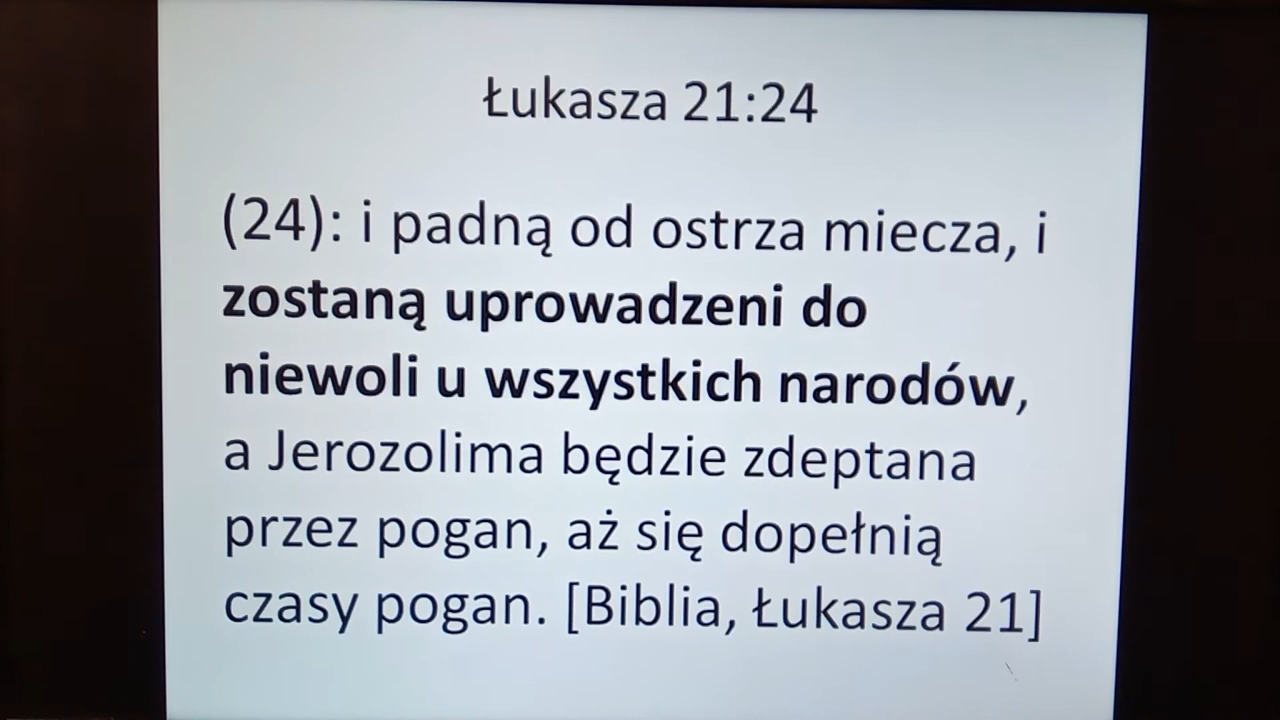 Łukasza 21:24
(24): i padną od ostrza miecza, i
zostaną uprowadzeni do
niewoli u wszystkich narodów,
a Jerozolima będzie zdeptana
przez pogan, aż się dopełnią
czasy pogan. [Biblia, Łukasza 21]